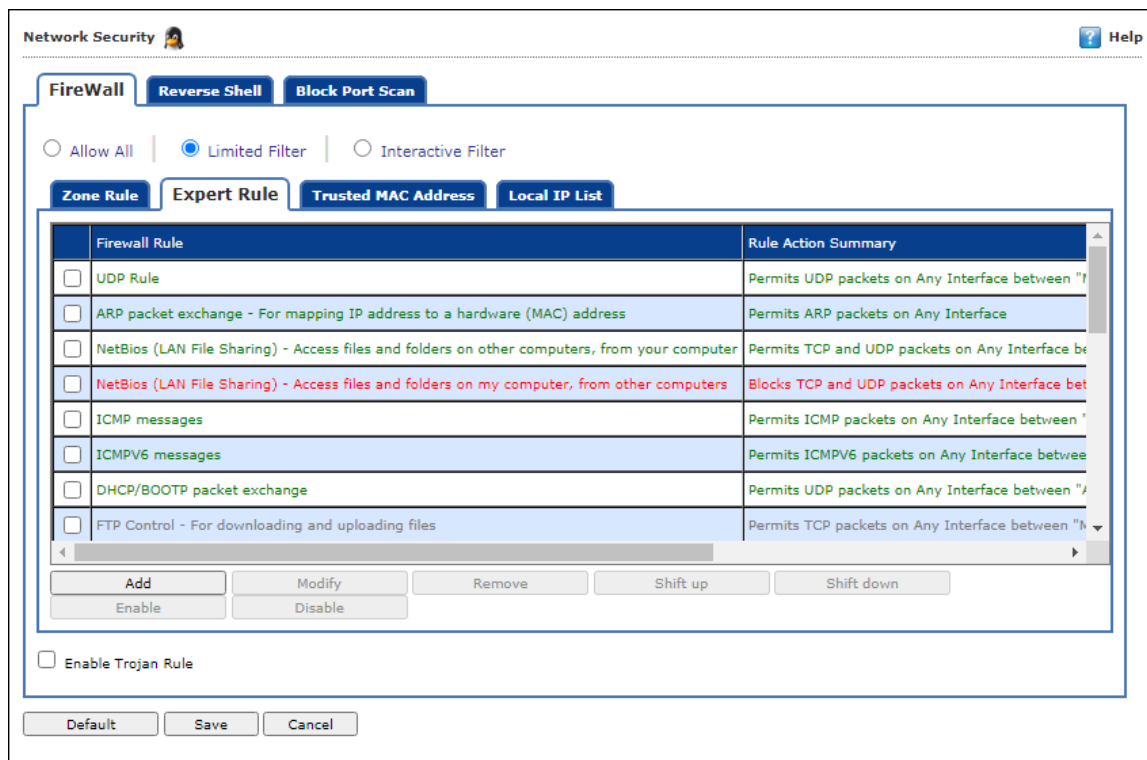 Network Security
Help
FireWall
Reverse Shell
Block Port Scan
Allow All
Limited Filter
Interactive Filter
Zone Rule
Expert Rule
Trusted MAC Address
Local IP List
Firewall Rule
Rule Action Summary
UDP Rule
Permits UDP packets on Any Interface between "
ARP packet exchange - For mapping IP address to a hardware (MAC) address
Permits ARP packets on Any Interface
NetBios (LAN File Sharing) - Access files and folders on other computers, from your computer
Permits TCP and UDP packets on Any Interface be
NetBios (LAN File Sharing) - Access files and folders on my computer, from other computers
Blocks TCP and UDP packets on Any Interface bet
ICMP messages
Permits ICMP packets on Any Interface between "
ICMPV6 messages
Permits ICMPV6 packets on Any Interface betwee
DHCP/BOOTP packet exchange
Permits UDP packets on Any Interface between "
FTP Control - For downloading and uploading files
Permits TCP packets on Any Interface between "
Add
Modify
Remove
Shift up
Shift down
Enable
Disable
Enable Trojan Rule
Default
Save
Cancel